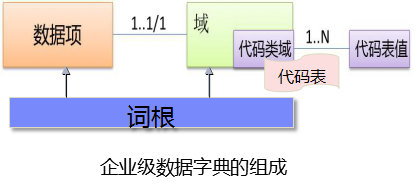 数据项
1..1/1
域
代码类域
1..N
代码表值
代码表
词根
企业级数据字典的组成